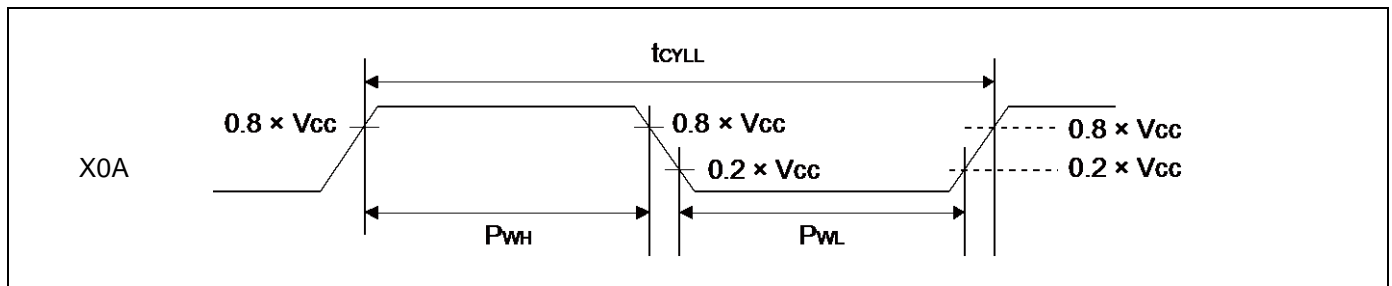 tCYLL
0.8 × Vcc
0.8 × Vcc
0.8 × Vcc
X0A
0.2 × Vcc
0.2 × Vcc
PWH
PWL